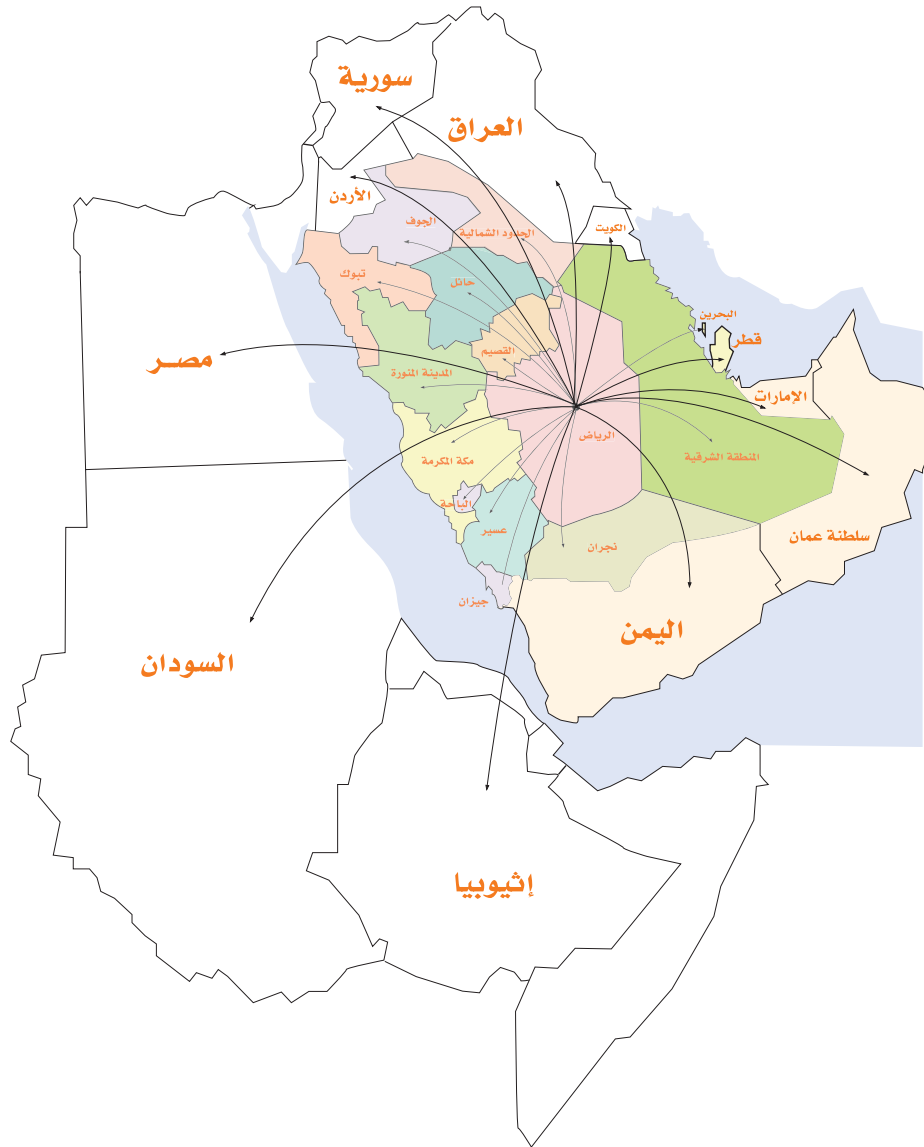 سورية
العراق
الأردن
الجوف
الحدود الشمالية
الكويت
تبوك
حائل
البحرين
قطر
مصر
القصيم
المدينة المنورة
الإمارات
الرياض
مكة المكرمة
المنطقة الشرقية
الباحة
عسير
نجران
سلطنة عمان
جيزان
اليمن
السودان
إثيوبيا